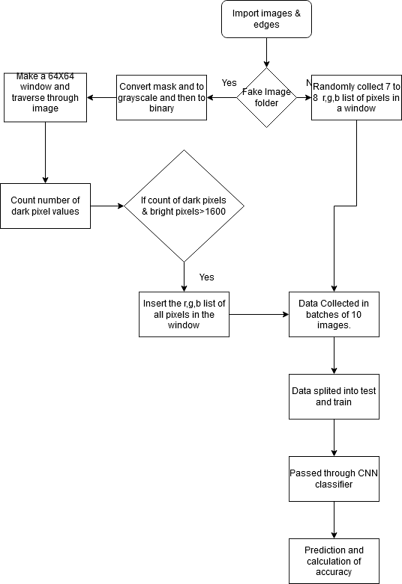 Import images &
edges
Yes
Fake Image
folder
N
Make a 64X64
window and
traverse through
image
Convert mask and to
grayscale and then to
binary
Randomly collect 7 to
8 r,g,b list of pixels in
a window
Count number of
dark pixel values
If count of dark pixels
& bright pixels>1600
Yes
Insert the r,g,b list of
all pixels in the
window
Data Collected in
batches of 10
images.
Data splited into test
and train
Passed through CNN
classifier
Prediction and
calculation of
accuracy